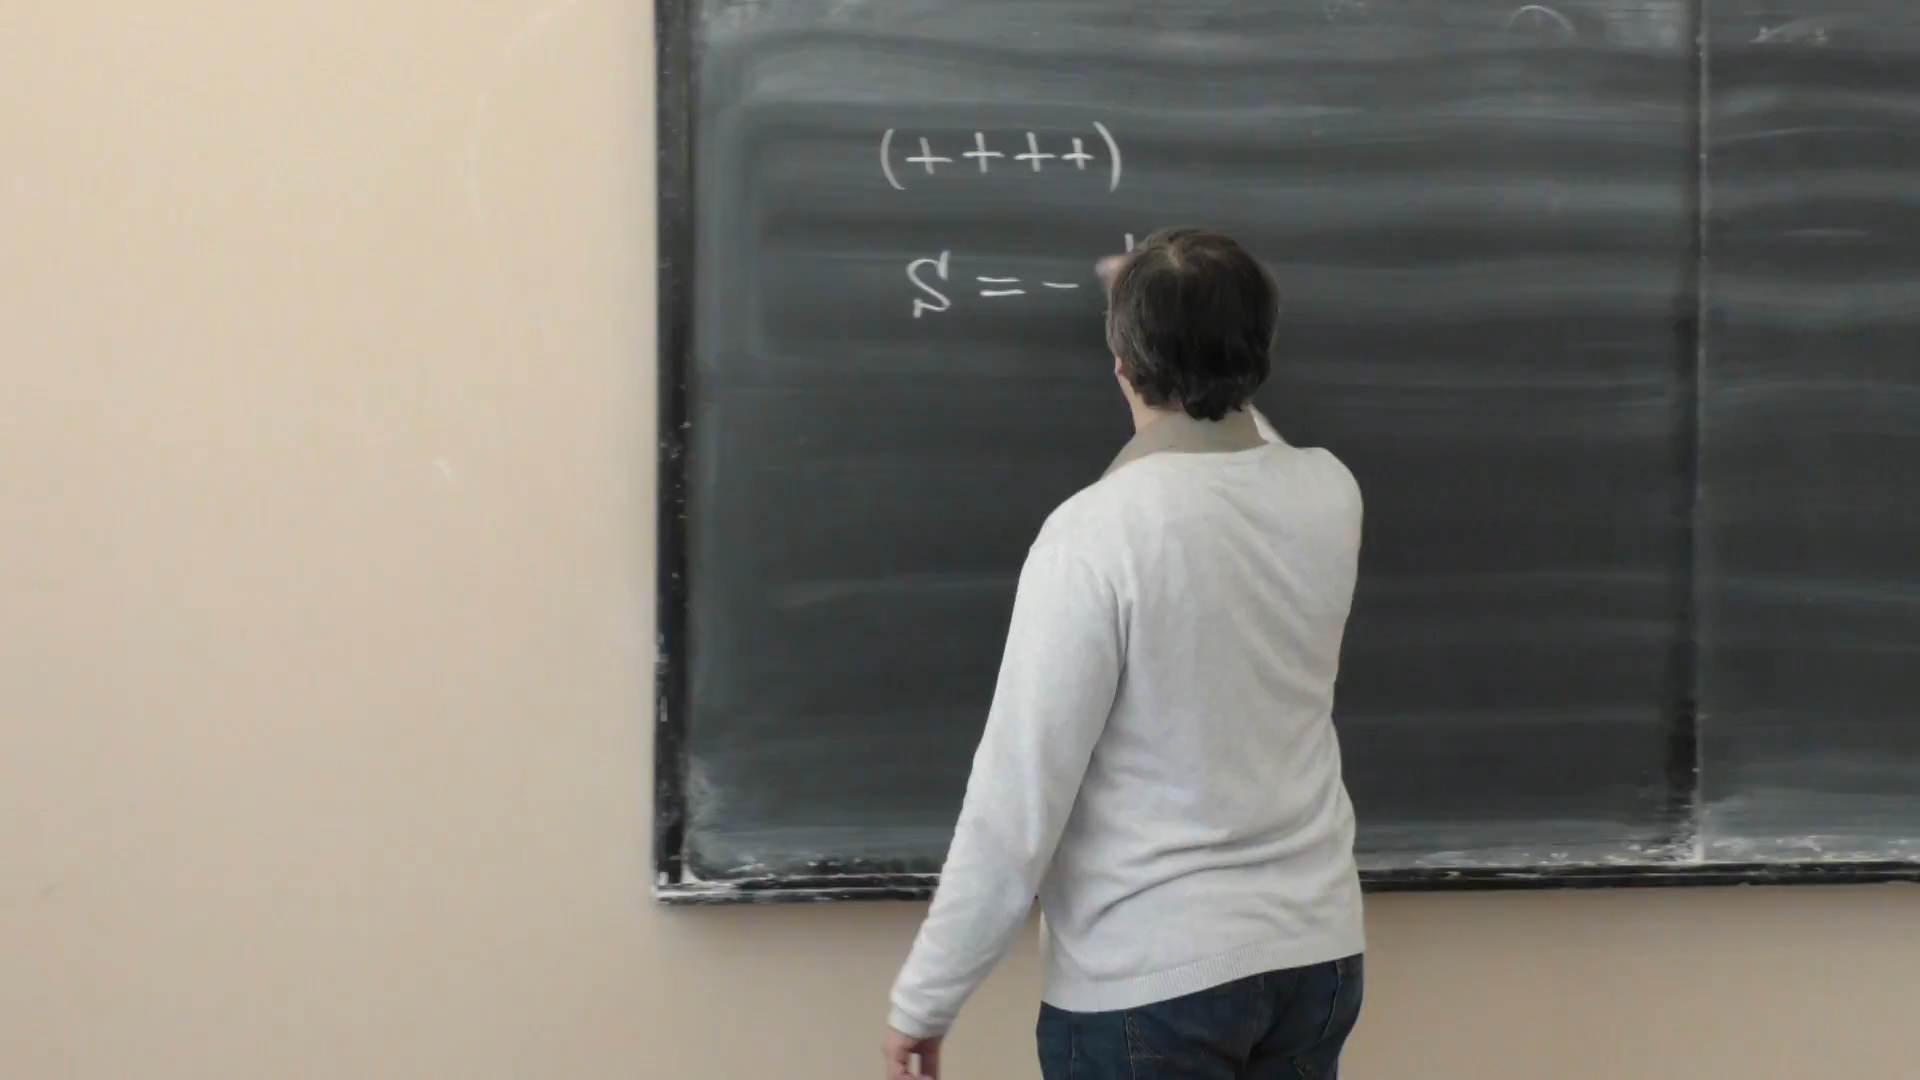 (++++)
S = -